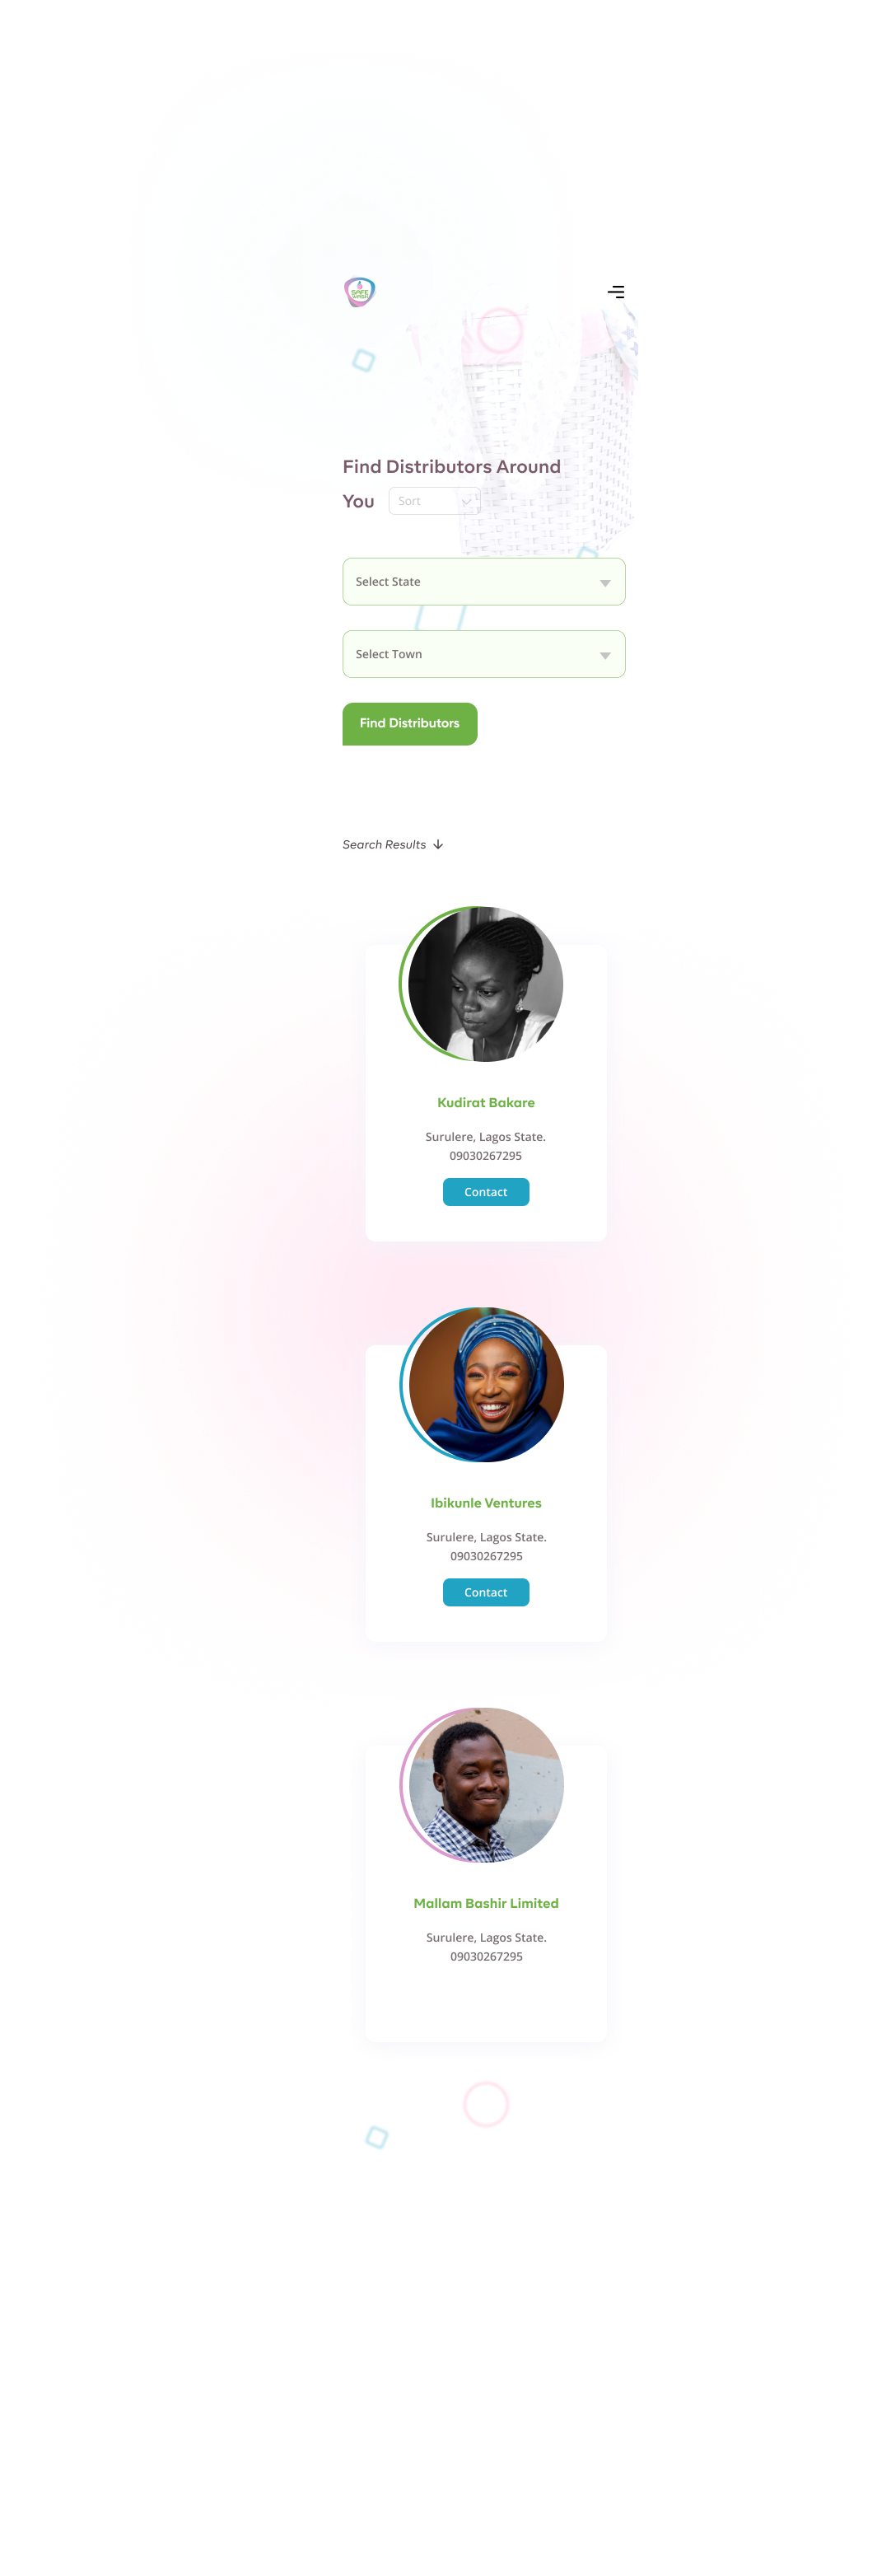 SAFE
WASH
Find Distributors Around
You
Sort
Select State
Select Town
Find Distributors
Search Results
Kudirat Bakare
Surulere, Lagos State.
09030267295
Contact
Ibikunle Ventures
Surulere, Lagos State.
09030267295
Contact
Mallam Bashir Limited
Surulere, Lagos State.
09030267295